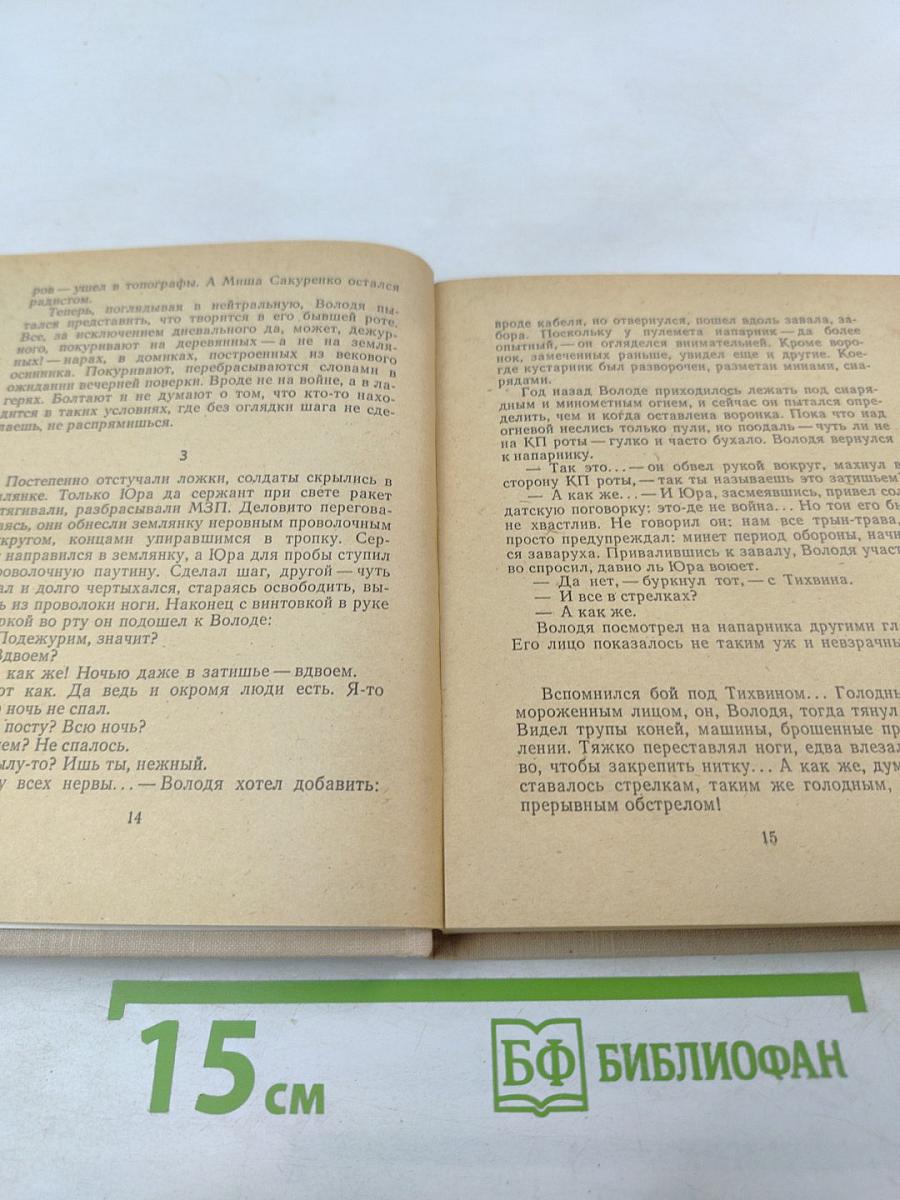 ров — ушел в топографы. А Миша Сакуренко остался
радистом.
Теперь, поглядывая в нейтральную, Володя пы-
тался представить, что творится в его бывшей роте.
Все, за исключением дневального да, может, дежур-
ного, покуривают на деревянных — а не на земля-
ных! — нарах, в домиках, построенных из векового
осинника. Покуривают, перебрасываются словами в
ожидании вечерней поверки. Вроде не на войне, а в ла-
герях. Болтают и не думают о том, что кто-то нахо-
дится в таких условиях, где без оглядки шага не сде-
лаешь, не распрямишься.
3
Постепенно отстучали ложки, солдаты скрылись в
млянке. Только Юра да сержант при свете ракет
тягивали, разбрасывали МЗП. Деловито перегова-
аясь, они обнесли землянку неровным проволочным
кругом, концами упиравшимся в тропку. Сер-
направился в землянку, а Юра для пробы ступил
роволочную паутину. Сделал шаг, другой — чуть
ал и долго чертыхался, стараясь освободить, вы-
ь из проволоки ноги. Наконец с винтовкой в руке
ркой во рту он подошел к Володе:
Подежурим, значит?
Вдвоем?
как же! Ночью даже в затишье — вдвоем.
от как. Да ведь и окромя люди есть. Я-то
ночь не спал.
посту? Всю ночь?
ем? Не спалось.
ылу-то? Ишь ты, нежный.
у всех нервы... — Володя хотел добавить:
14
вроде кабеля, но отвернулся, пошел вдоль завала, за-
бора. Поскольку у пулемета напарник — да более
опытный, — он огляделся внимательней. Кроме воро-
нок, замеченных раньше, увидел еще и другие. Кое-
где кустарник был разворочен, разметан минами, сна-
рядами.
Год назад Володе приходилось лежать под снаряд-
ным и минометным огнем, и сейчас он пытался опре-
делить, чем и когда оставлена воронка. Пока что над
огневой неслись только пули, но поодаль — чуть ли не
на КП роты — гулко и часто бухало. Володя вернулся
к напарнику.
— Так это... — он обвел рукой вокруг, махнул в
сторону КП роты, — так ты называешь это затишьем?
— А как же... — И Юра, засмеявшись, привел сол
датскую поговорку: это-де не война... Но тон его бы
не хвастлив. Не говорил он: нам все трын-трава,
просто предупреждал: минет период обороны, начн
ся заваруха. Привалившись к завалу, Володя участ
во спросил, давно ль Юра воюет.
— Да нет, — буркнул тот, — с Тихвина.
— И все в стрелках?
— А как же.
Володя посмотрел на напарника другими гл
Его лицо показалось не таким уж и невзрачны
Вспомнился бой под Тихвином... Голодны
мороженным лицом, он, Володя, тогда тянул
Видел трупы коней, машины, брошенные пр
лении. Тяжко переставлял ноги, едва влезал
во, чтобы закрепить нитку... А как же, дум
ставалось стрелкам, таким же голодным,
прерывным обстрелом!
15
15 см
БФ БИБЛИОФАН